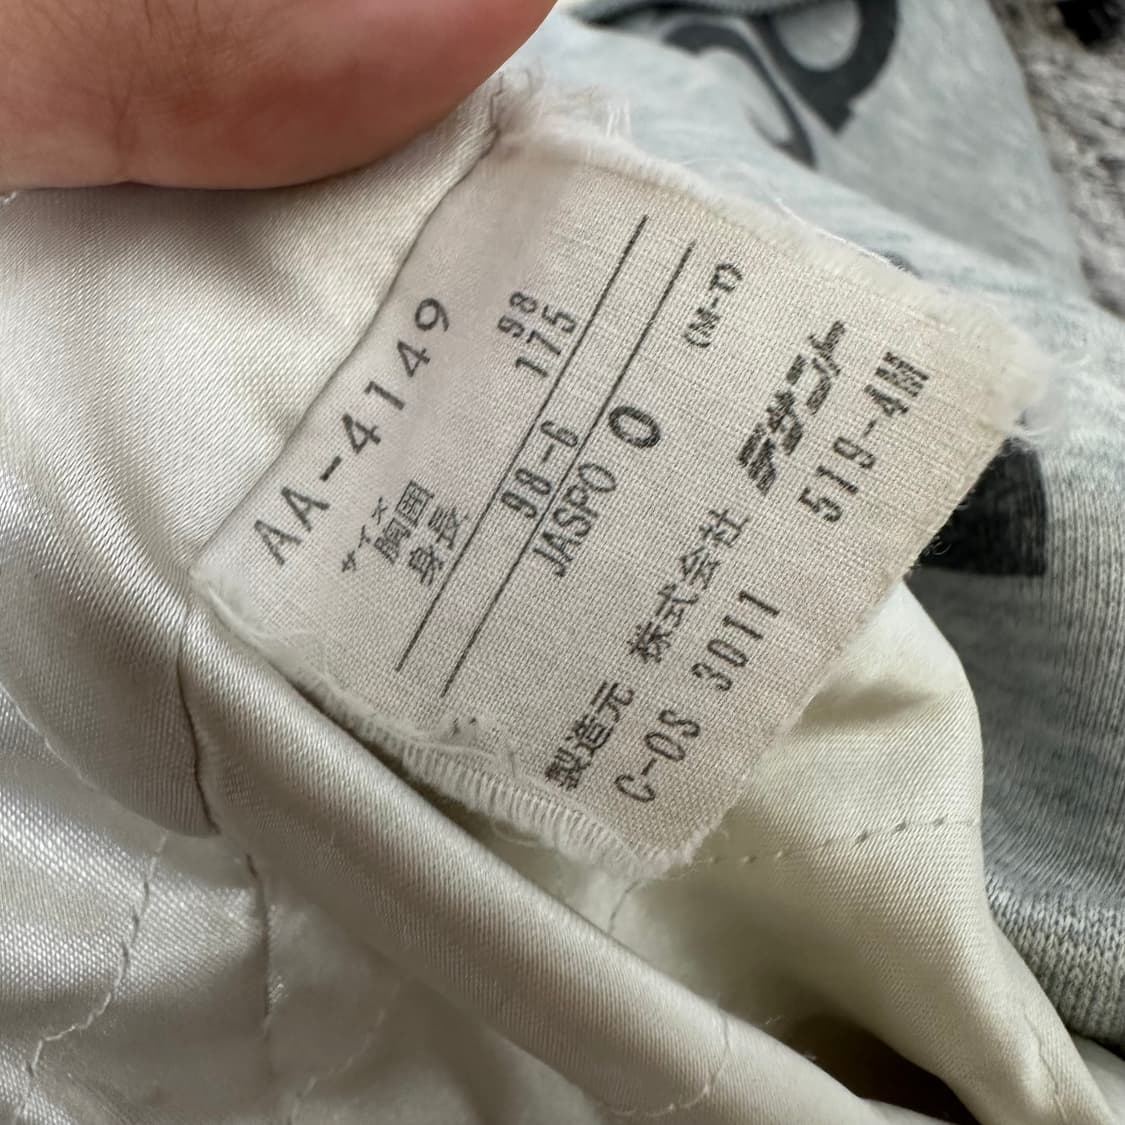 AA-4149
サイズ
胸囲 98
身長 175
98-6
JASPO O
(M-T)
製造元 株式会社 デサント
C-OS 3011 519-4M